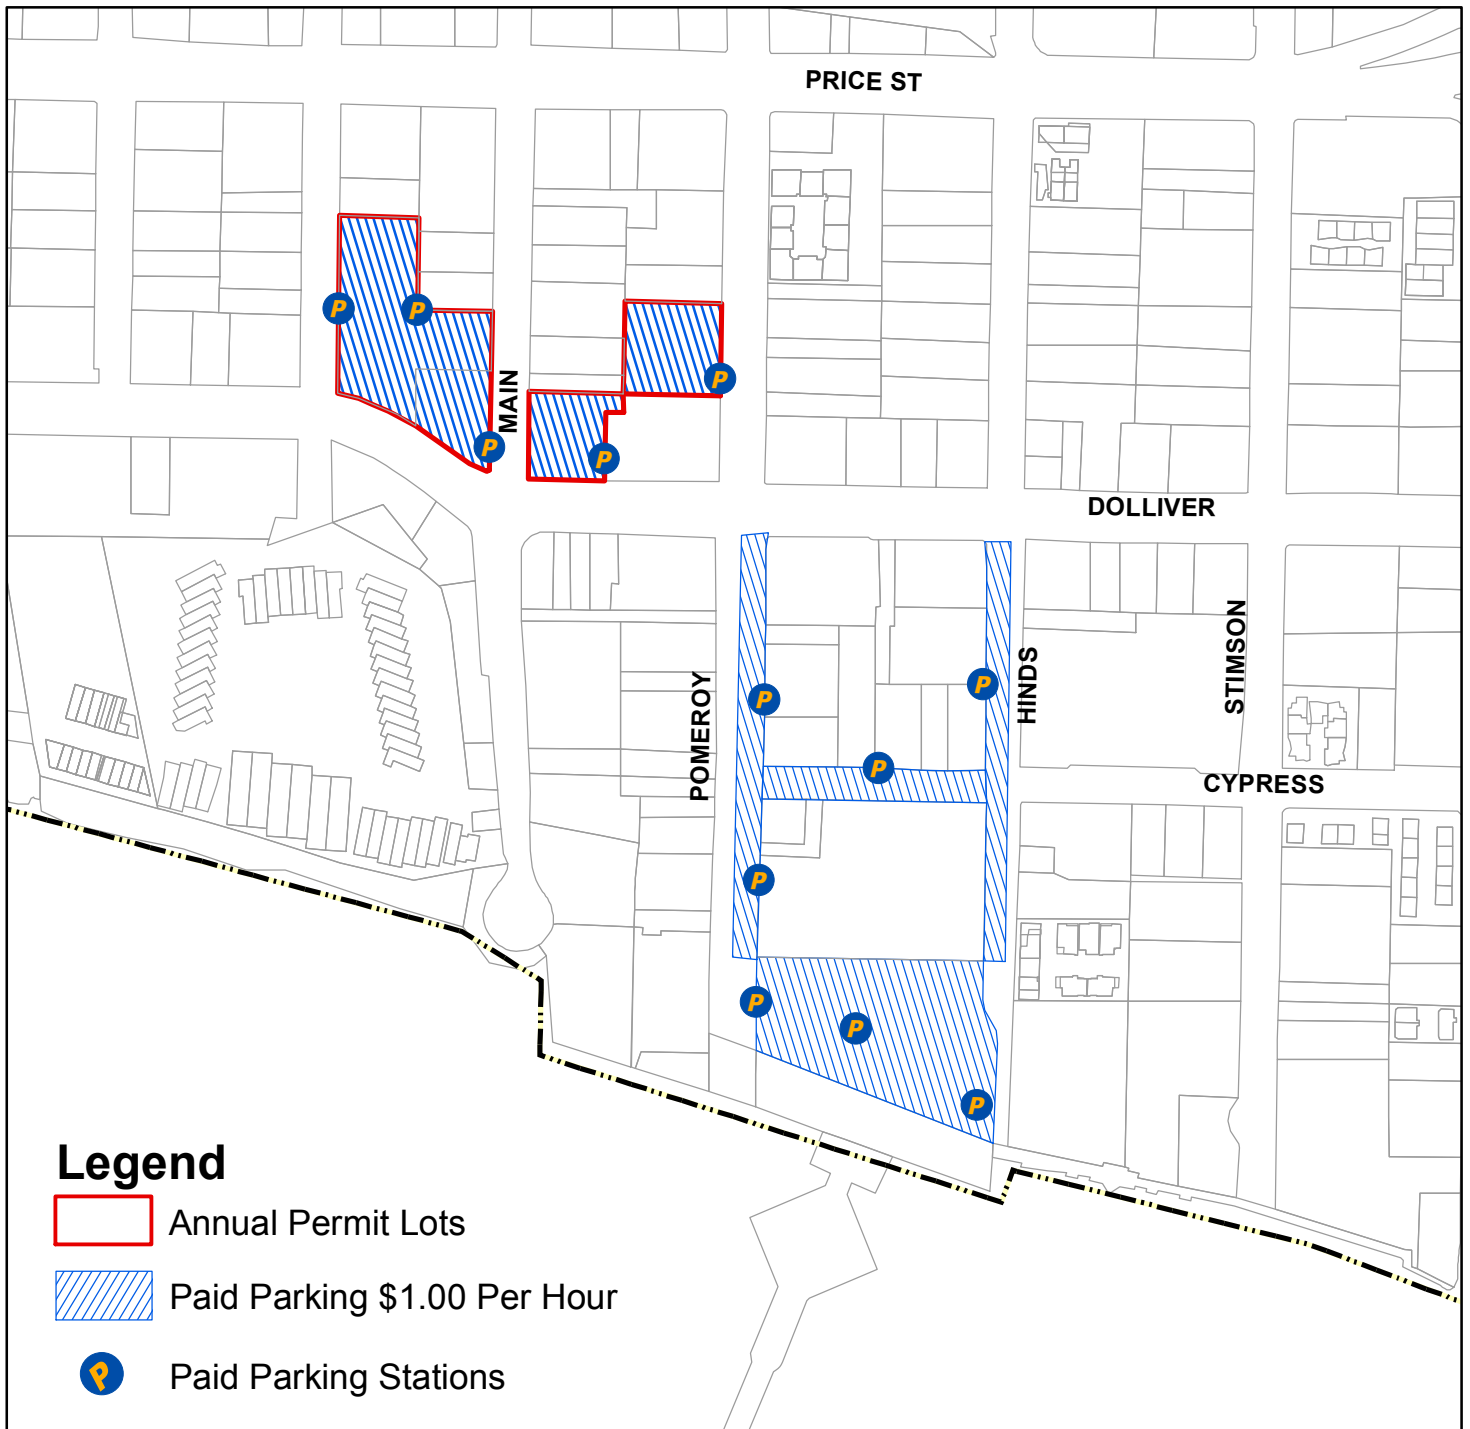 PRICE ST
P
P
P
MAIN
P
P
DOLLIVER
STIMSON
HINDS
POMEROY
P
P
P
CYPRESS
P
P
P
P
Legend
Annual Permit Lots
Paid Parking $1.00 Per Hour
P
Paid Parking Stations